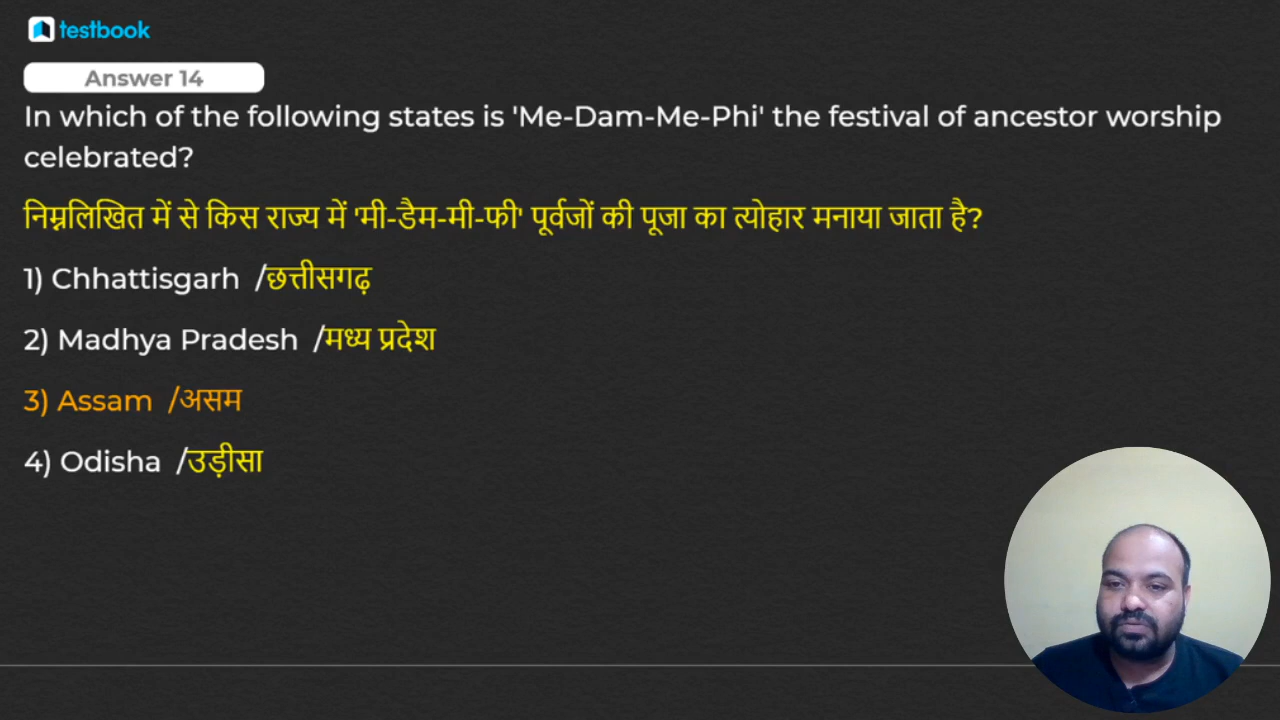 testbook
Answer 14
In which of the following states is 'Me-Dam-Me-Phi' the festival of ancestor worship
celebrated?
निम्नलिखित में से किस राज्य में 'मी-डैम-मी-फी' पूर्वजों की पूजा का त्योहार मनाया जाता है?
1) Chhattisgarh /छत्तीसगढ़
2) Madhya Pradesh /मध्य प्रदेश
3) Assam /असम
4) Odisha /उड़ीसा